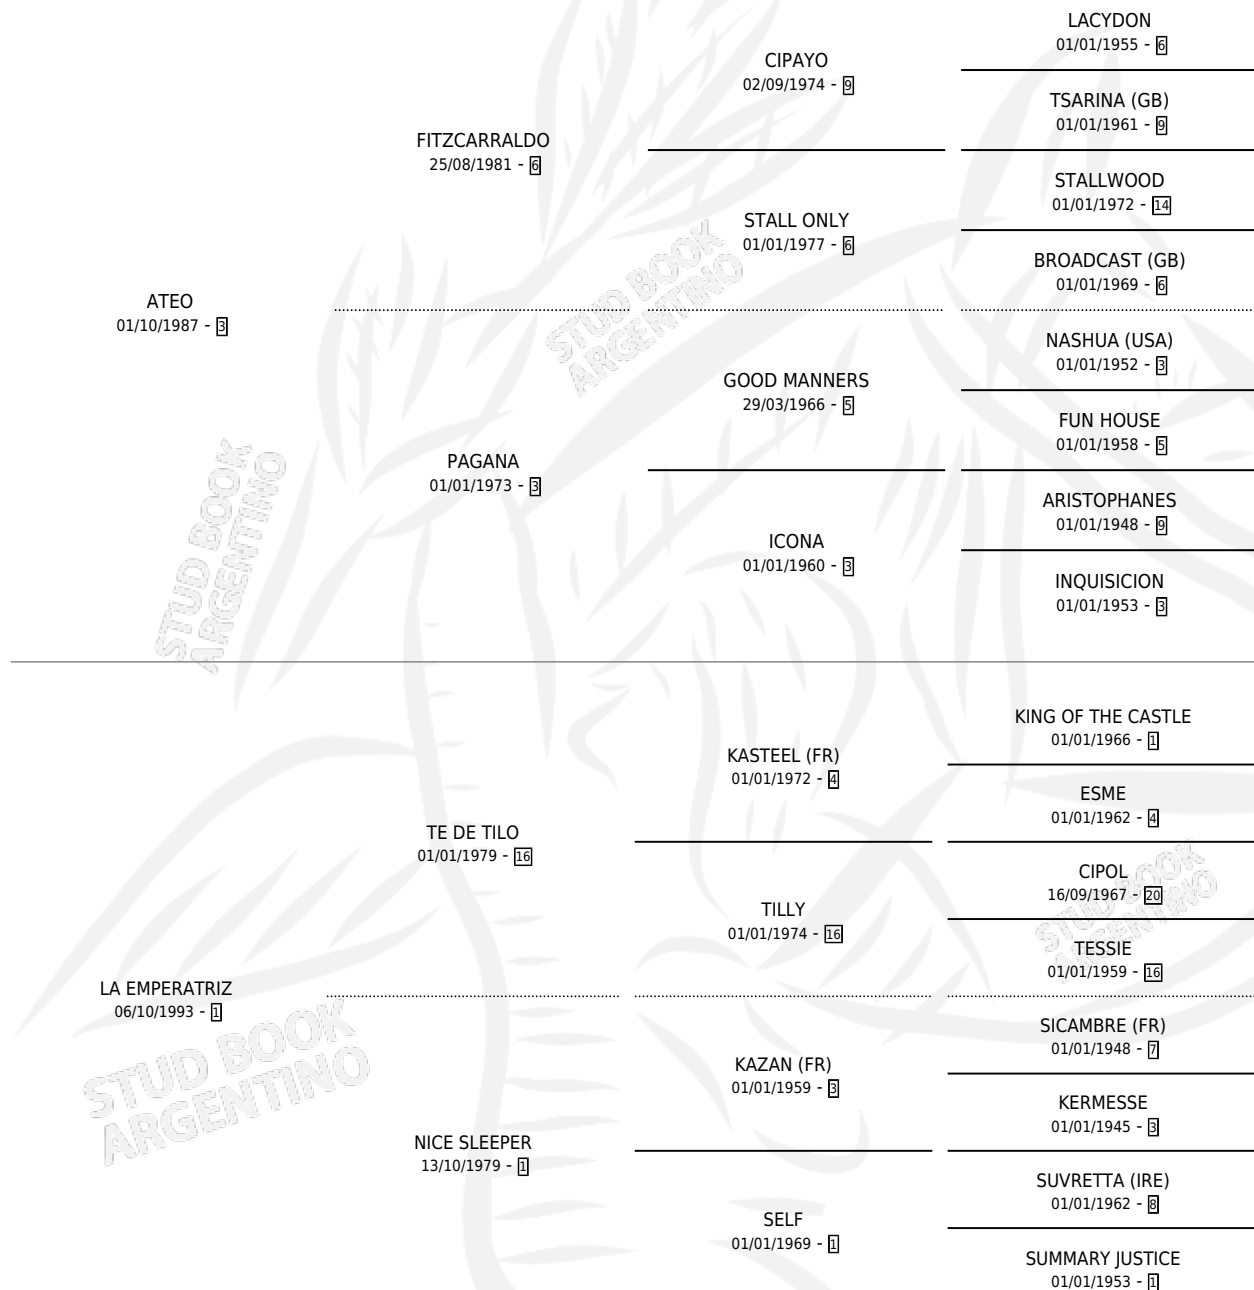 LACYDON
01/01/1955 - 6
CIPAYO
02/09/1974 - 9
TSARINA (GB)
01/01/1961 - 9
FITZCARRALDO
25/08/1981 - 6
STALLWOOD
01/01/1972 - 14
STALL ONLY
01/01/1977 - 6
BROADCAST (GB)
01/01/1969 - 6
ATEO
01/10/1987 - 3
STUD BOOK
ARGENTINO
NASHUA (USA)
01/01/1952 - 3
GOOD MANNERS
29/03/1966 - 5
FUN HOUSE
01/01/1958 - 5
PAGANA
01/01/1973 - 3
ARISTOPHANES
01/01/1948 - 9
ICONA
01/01/1960 - 3
INQUISICION
01/01/1953 - 3
STUD BOOK
ARGENTINO
KING OF THE CASTLE
01/01/1966 - 1
KASTEEL (FR)
01/01/1972 - 4
ESME
01/01/1962 - 4
TE DE TILO
01/01/1979 - 16
CIPOL
16/09/1967 - 20
TILLY
01/01/1974 - 16
TESSIE
01/01/1959 - 16
STUD BOOK
ARGENTINO
LA EMPERATRIZ
06/10/1993 - 1
SICAMBRE (FR)
01/01/1948 - 7
KAZAN (FR)
01/01/1959 - 3
KERMESSE
01/01/1945 - 3
STUD BOOK
ARGENTINO
NICE SLEEPER
13/10/1979 - 1
SUVRETTA (IRE)
01/01/1962 - 8
SELF
01/01/1969 - 1
SUMMARY JUSTICE
01/01/1953 - 1